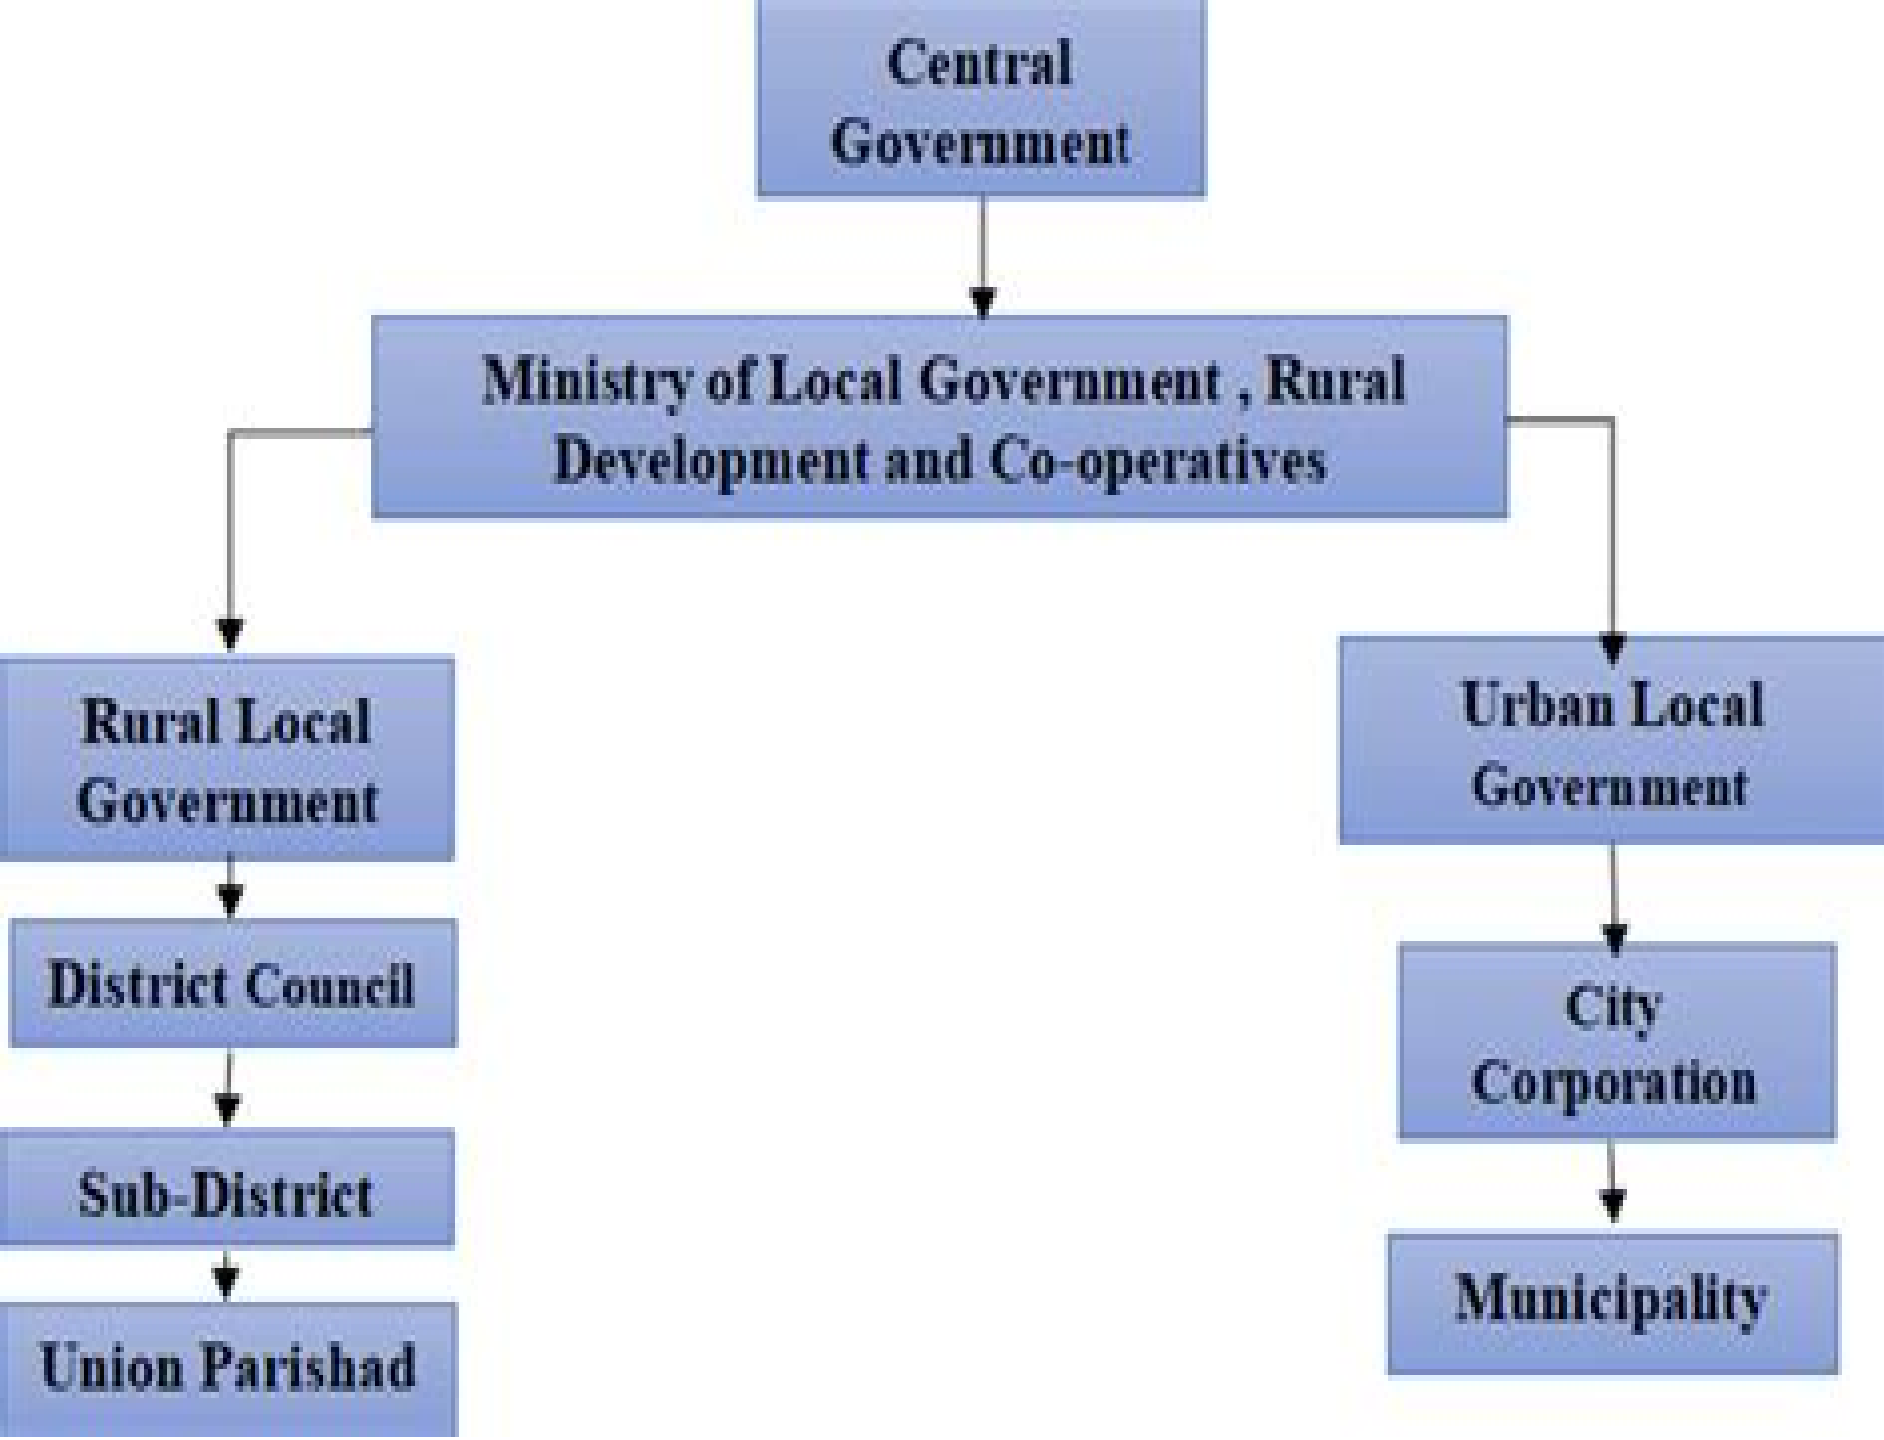 Central
Government
Ministry of Local Government , Rural
Development and Co-operatives
Rural Local
Government
District Council
Sub-District
Union Parishad
Urban Local
Government
City
Corporation
Municipality